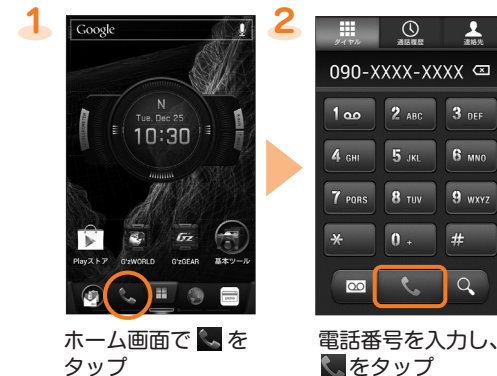 1
Google
N
Tue, Dec 25
10:30
Playストア G'zWORLD G'zGEAR 基本ツール
ホーム画面で を
タップ
2
ダイヤル 通話履歴 連絡先
090-XXXX-XXXX
1 2 ABC 3 DEF
4 GHI 5 JKL 6 MNO
7 PQRS 8 TUV 9 WXYZ
* 0 + #
電話番号を入力し、
をタップ